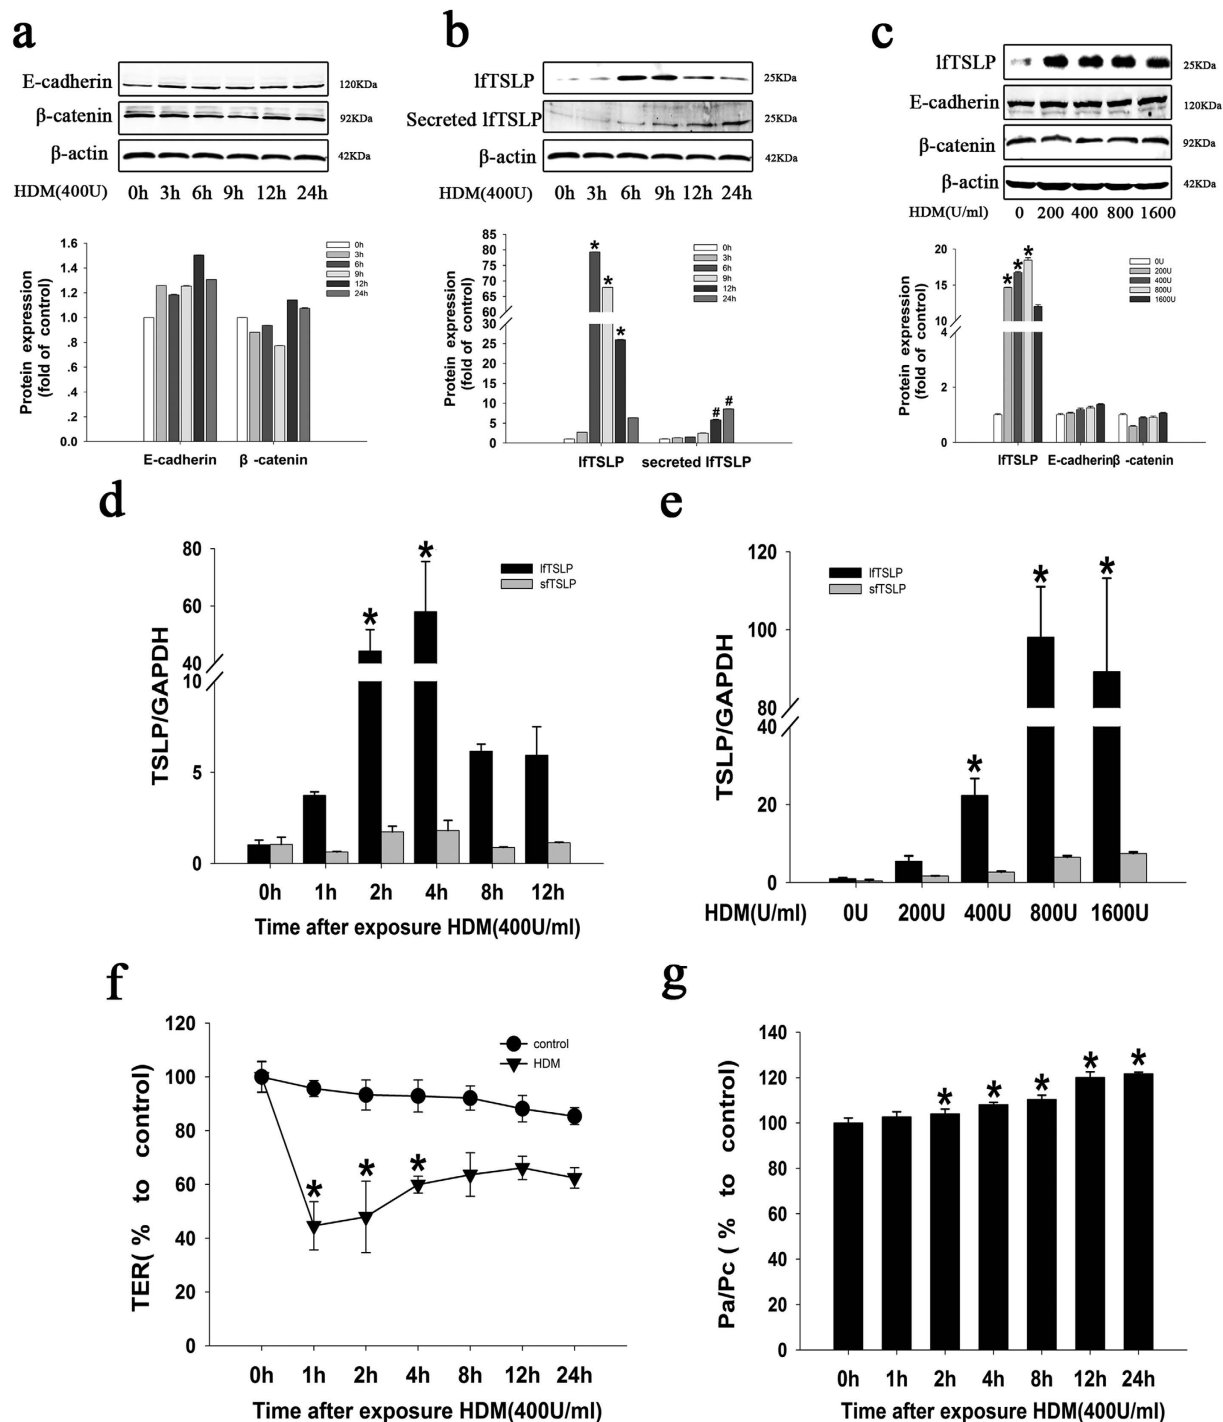 a
E-cadherin 120KDa
β-catenin 92KDa
β-actin 42KDa
HDM(400U) 0h 3h 6h 9h 12h 24h
Protein expression
(fold of control)
1.6
1.4
1.2
1.0
.8
.6
.4
.2
0.0
0h
3h
6h
9h
12h
24h
E-cadherin β -catenin
b
lfTSLP 25KDa
Secreted lfTSLP 25KDa
β-actin 42KDa
HDM(400U) 0h 3h 6h 9h 12h 24h
Protein expression
(fold of control)
85
80
75
70
65
60
30
25
20
15
10
5
0
* * * # #
0h
3h
6h
9h
12h
24h
lfTSLP secreted lfTSLP
c
lfTSLP 25KDa
E-cadherin 120KDa
β-catenin 92KDa
β-actin 42KDa
HDM(U/ml) 0 200 400 800 1600
Protein expression
(fold of control)
20
15
10
4
2
0
* * *
0U
200U
400U
800U
1600U
lfTSLP E-cadherin β -catenin
d
TSLP/GAPDH
80
60
40
10
5
0
* *
lfTSLP
sfTSLP
0h 1h 2h 4h 8h 12h
Time after exposure HDM(400U/ml)
e
TSLP/GAPDH
120
100
80
40
20
0
* * *
lfTSLP
sfTSLP
HDM(U/ml) 0U 200U 400U 800U 1600U
f
TER( % to control)
120
100
80
60
40
20
0
* * *
control
HDM
0h 1h 2h 4h 8h 12h 24h
Time after exposure HDM(400U/ml)
g
Pa/Pc ( % to control)
140
120
100
80
60
40
20
0
* * * * *
0h 1h 2h 4h 8h 12h 24h
Time after exposure HDM(400U/ml)